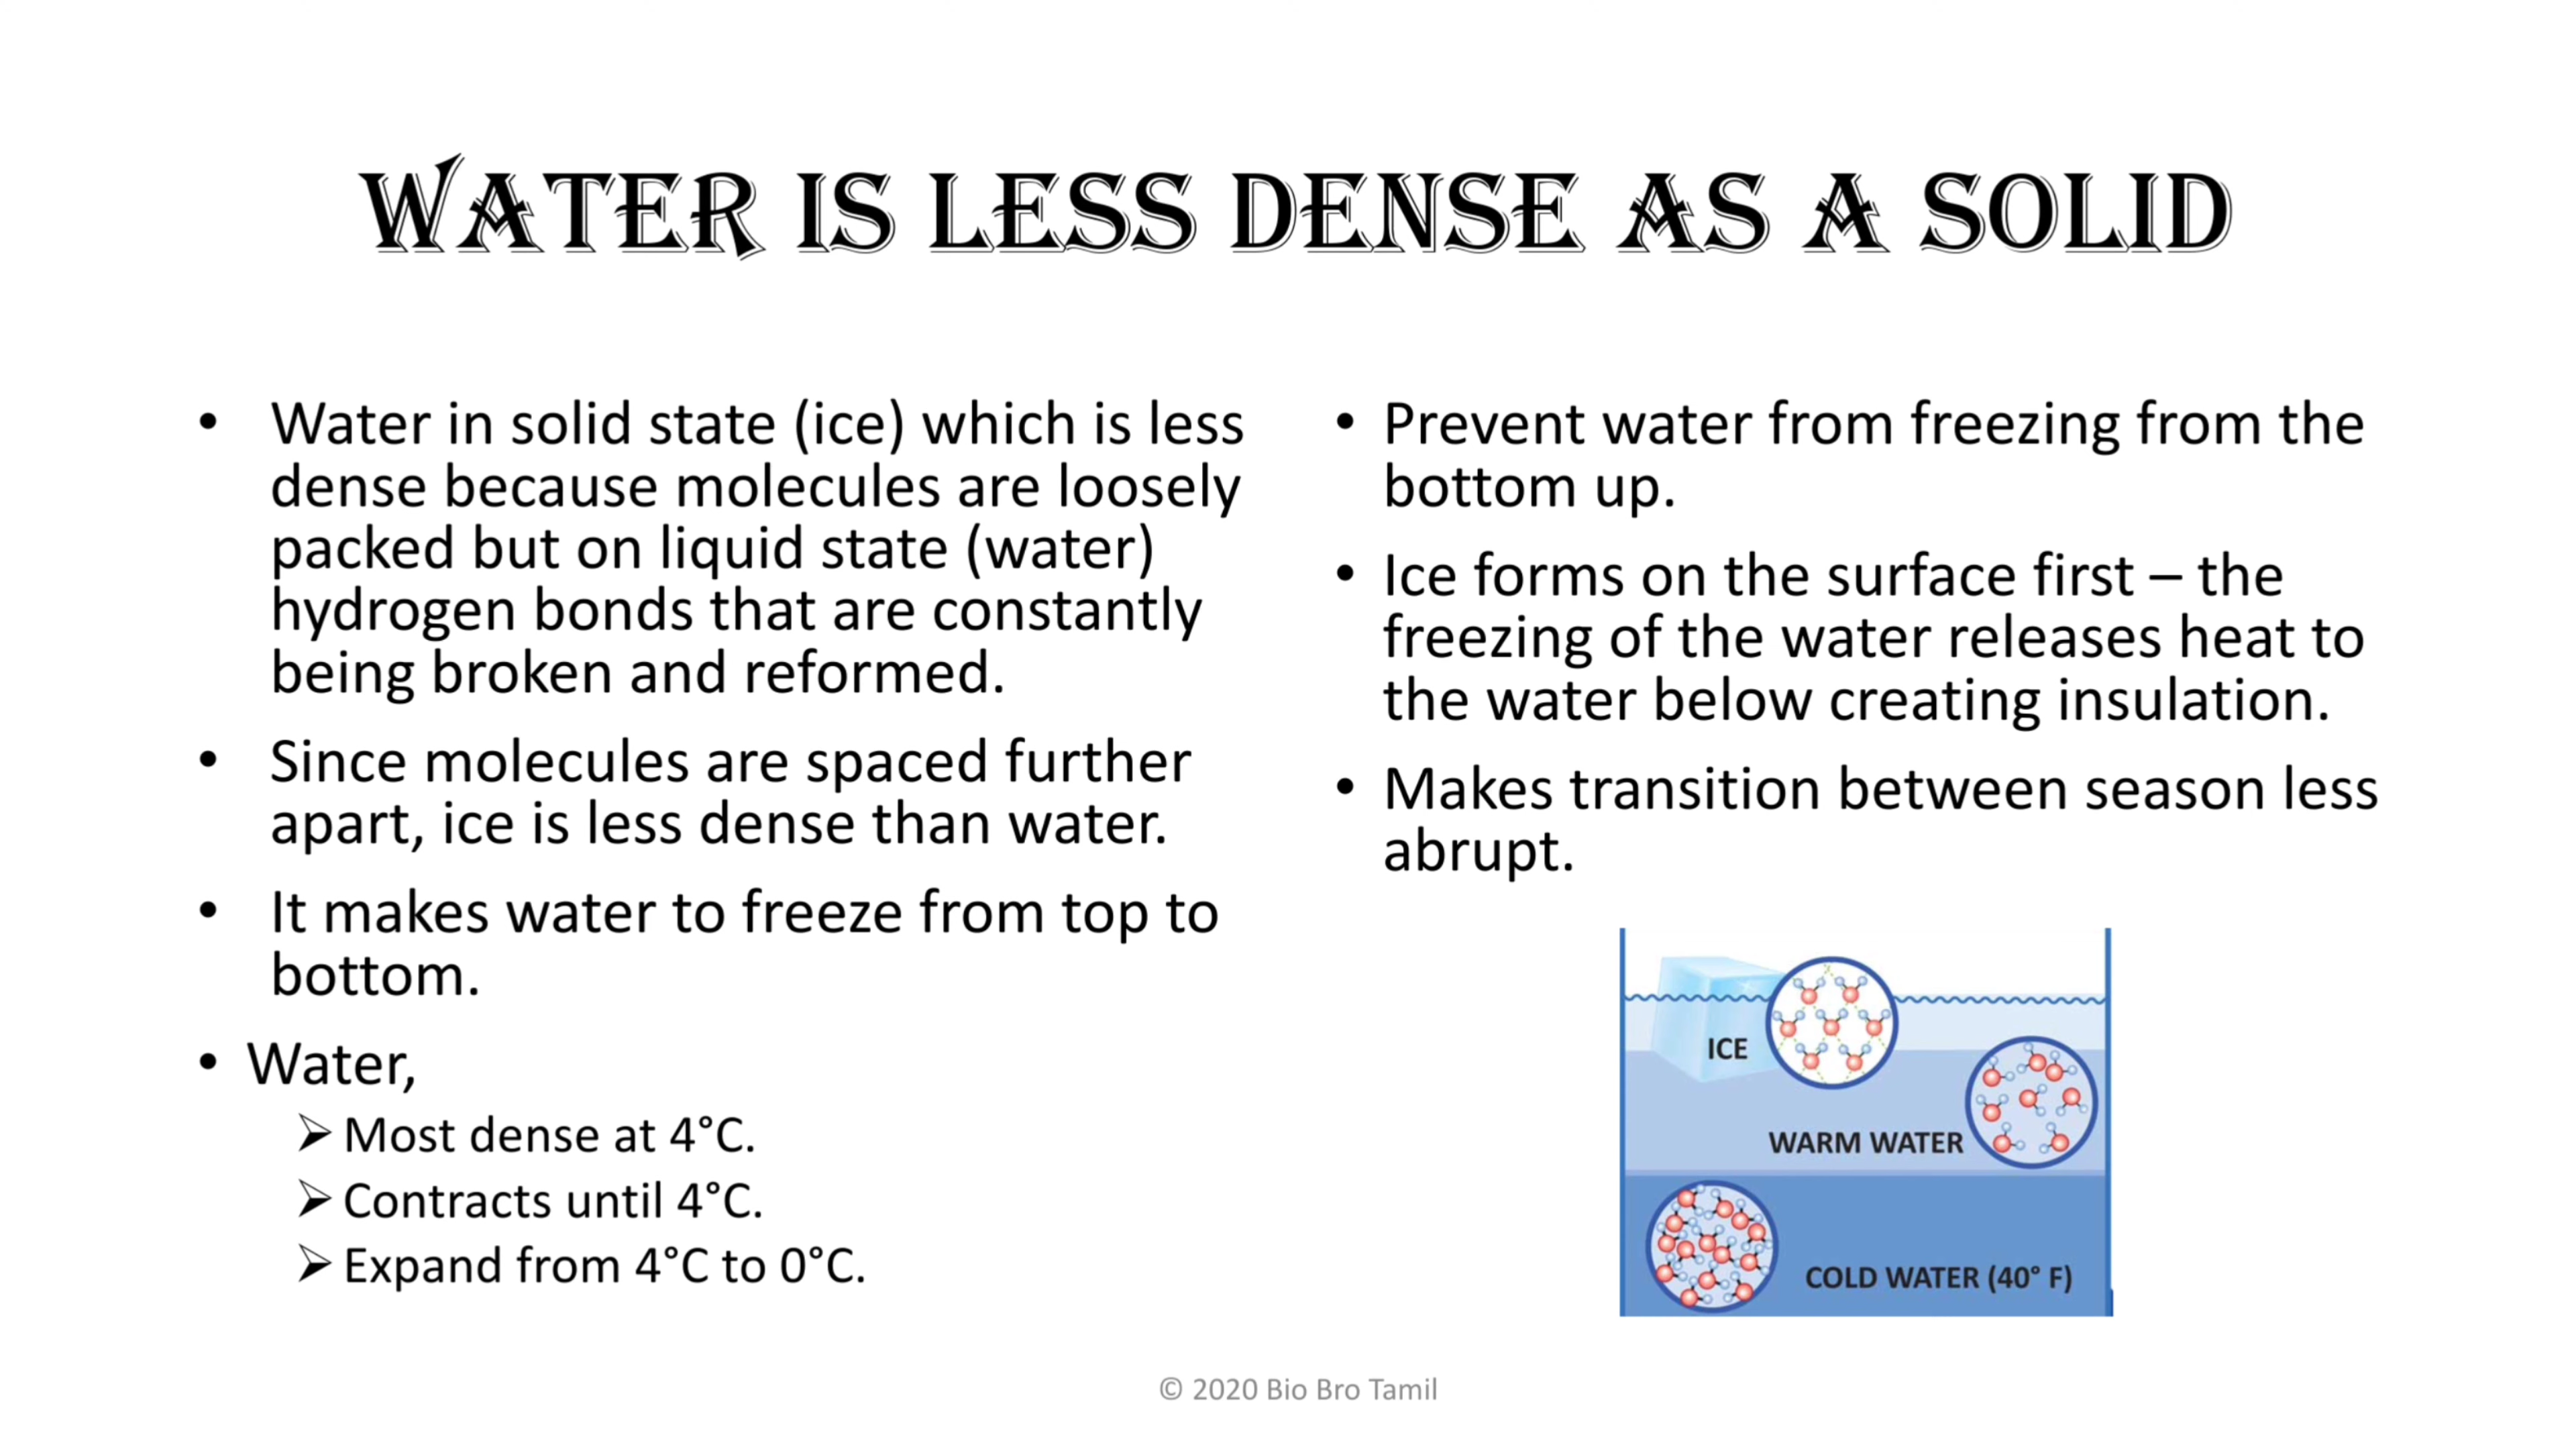 WATER IS LESS DENSE AS A SOLID
• Water in solid state (ice) which is less
dense because molecules are loosely
packed but on liquid state (water)
hydrogen bonds that are constantly
being broken and reformed.
• Since molecules are spaced further
apart, ice is less dense than water.
• It makes water to freeze from top to
bottom.
• Water,
➢ Most dense at 4°C.
➢ Contracts until 4°C.
➢ Expand from 4°C to 0°C.
• Prevent water from freezing from the
bottom up.
• Ice forms on the surface first – the
freezing of the water releases heat to
the water below creating insulation.
• Makes transition between season less
abrupt.
ICE
WARM WATER
COLD WATER (40° F)
© 2020 Bio Bro Tamil